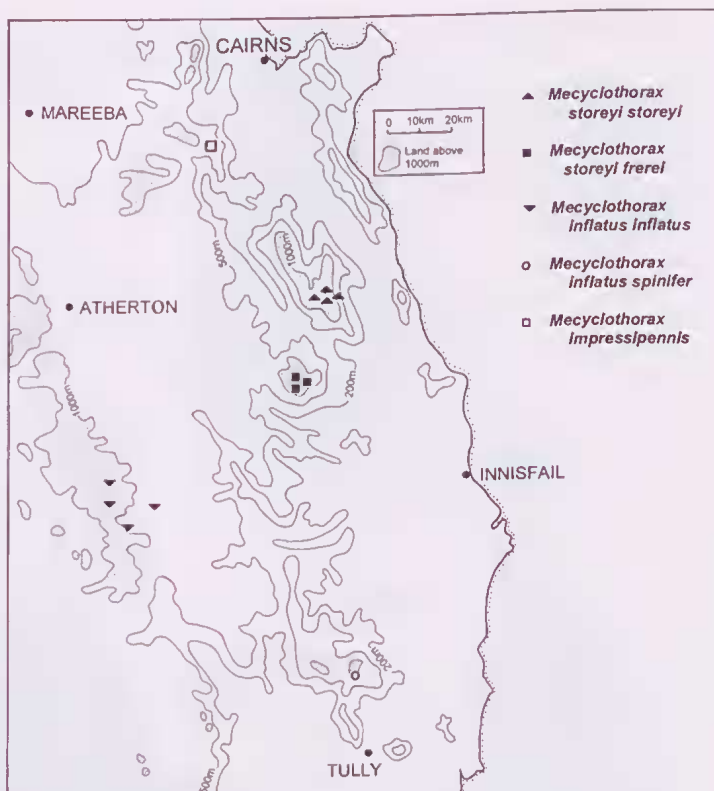 CAIRNS
MAREEBA
0 10km 20km
Land above
1000m
Mecyclothorax
storeyi storeyi
Mecyclothorax
storeyi frerei
Mecyclothorax
inflatus inflatus
Mecyclothorax
inflatus spinifer
Mecyclothorax
impressipennis
500m
1000m
ATHERTON
200m
1000m
INNISFAIL
200m
TULLY
500m